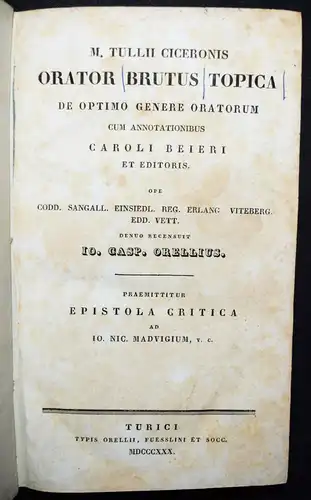 M. TULLII CICERONIS
ORATOR BRUTUS TOPICA
DE OPTIMO GENERE ORATORUM
CUM ANNOTATIONIBUS
CAROLI BEIERI
ET EDITORIS.
OPE
CODD. SANGALL. EINSIEDL. REG. ERLANG VITEBERG.
EDD. VETT.
DENUO RECENSUIT
IO. CASP. ORELLIUS.
PRAEMITTITUR
EPISTOLA CRITICA
AD
IO. NIC. MADVIGIUM, V. C.
TURICI
TYPIS ORELLII, FUESSLINI ET SOCC.
MDCCCXXX.